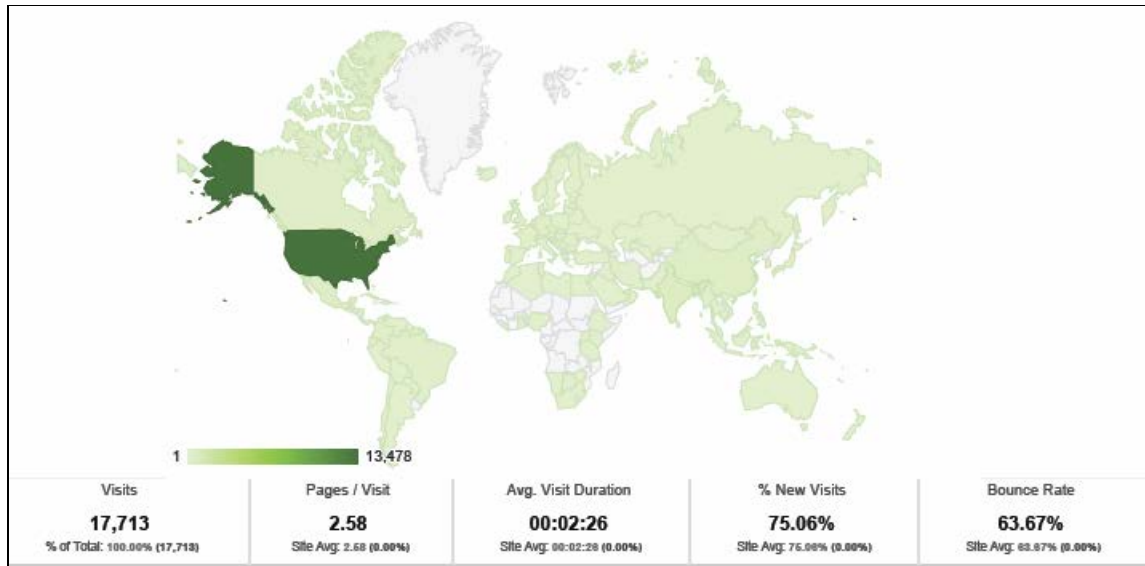 1 13,478
Visits
17,713
% of Total: 100.00% (17,713)
Pages / Visit
2.58
Site Avg: 2.58 (0.00%)
Avg. Visit Duration
00:02:26
Site Avg: 00:02:26 (0.00%)
% New Visits
75.06%
Site Avg: 75.06% (0.00%)
Bounce Rate
63.67%
Site Avg: 63.67% (0.00%)